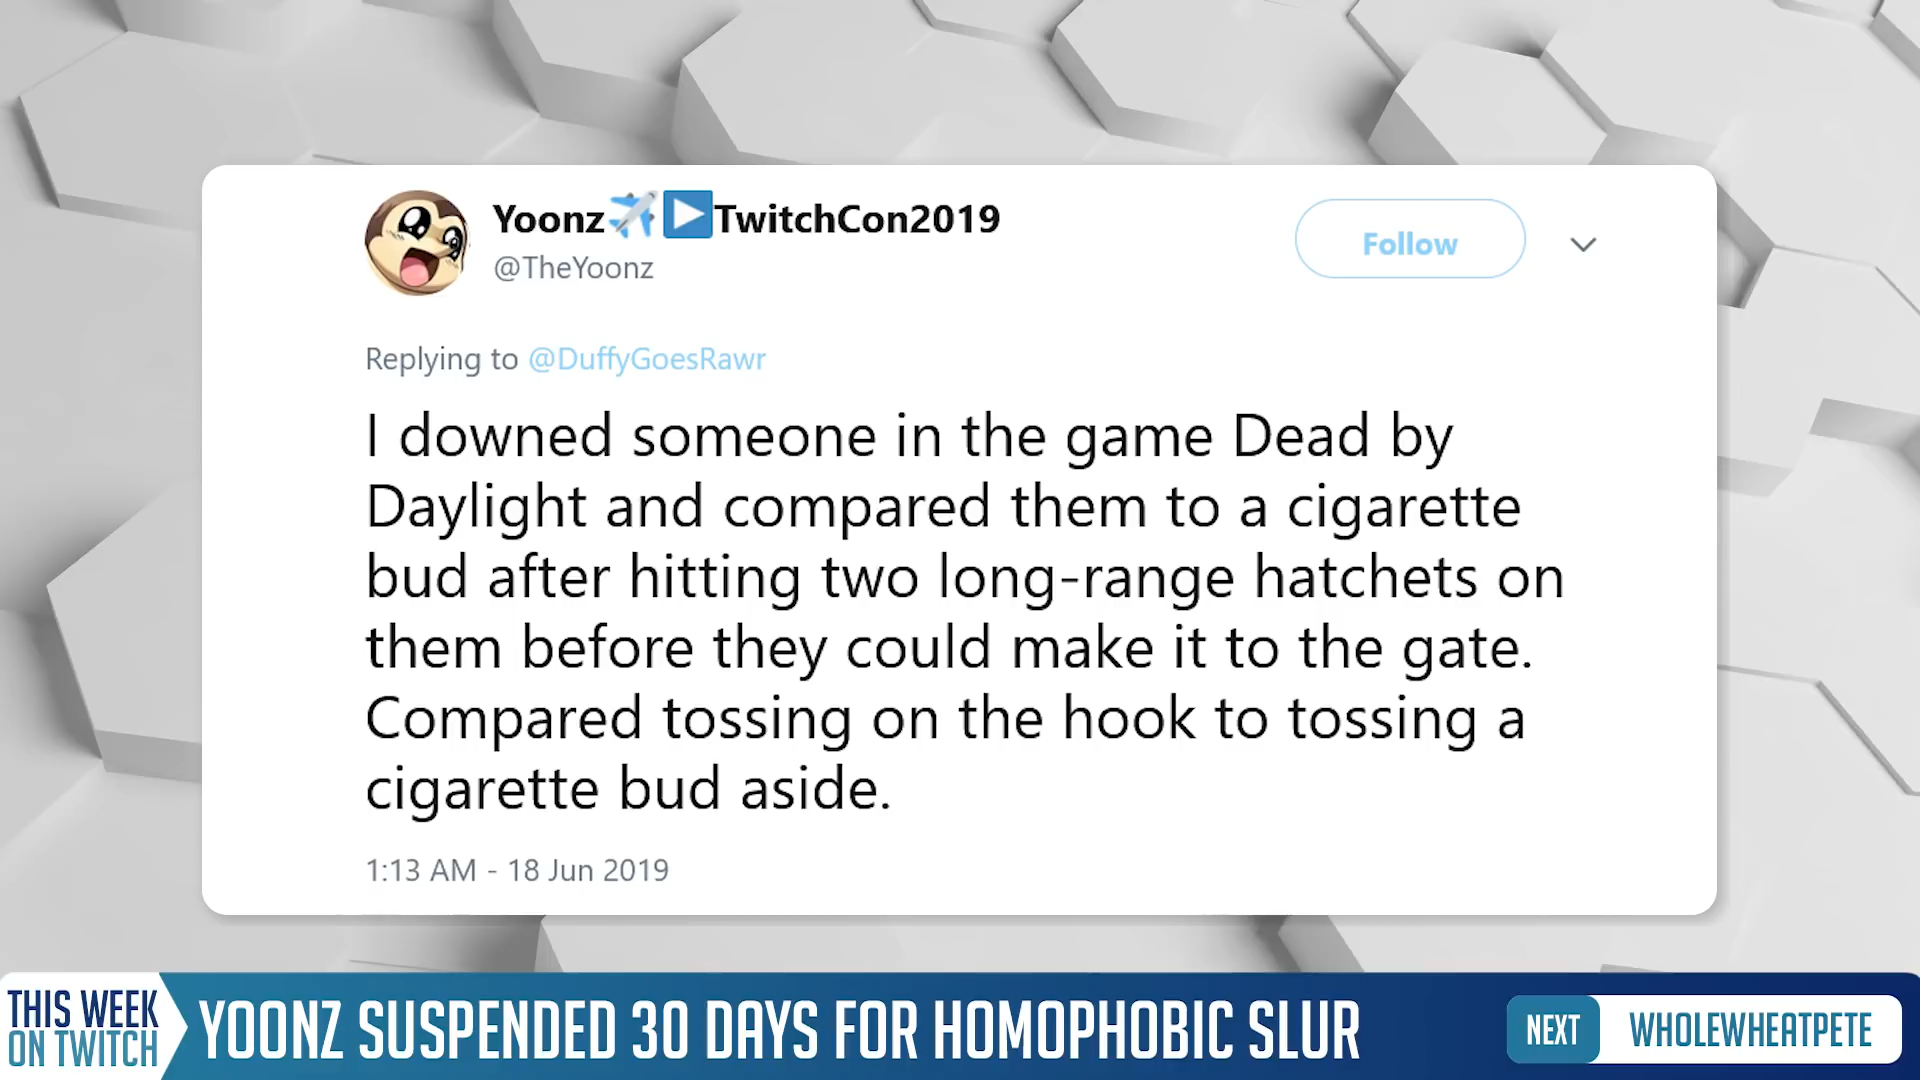 Yoonz✈️▶️TwitchCon2019
@TheYoonz
Follow
Replying to @DuffyGoesRawr
I downed someone in the game Dead by
Daylight and compared them to a cigarette
bud after hitting two long-range hatchets on
them before they could make it to the gate.
Compared tossing on the hook to tossing a
cigarette bud aside.
1:13 AM - 18 Jun 2019
THIS WEEK
ON TWITCH
YOONZ SUSPENDED 30 DAYS FOR HOMOPHOBIC SLUR
NEXT WHOLEWHEATPETE